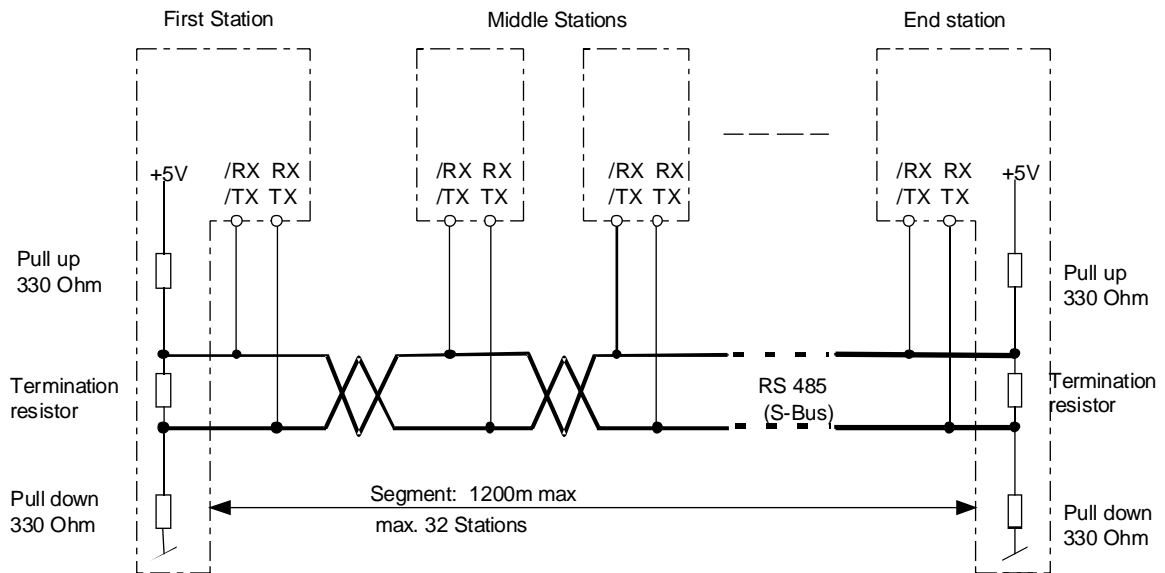 First Station
Middle Stations
End station
+5V
/RX RX
/TX TX
/RX RX
/TX TX
/RX RX
/TX TX
/RX RX
/TX TX
+5V
Pull up
330 Ohm
Pull up
330 Ohm
Termination
resistor
RS 485
(S-Bus)
Termination
resistor
Pull down
330 Ohm
Segment: 1200m max
max. 32 Stations
Pull down
330 Ohm